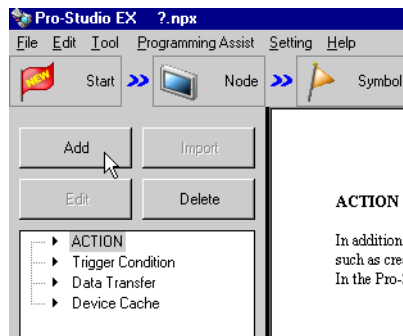 Pro-Studio EX ?.npx
File Edit Tool Programming Assist Setting Help
NEW Start Node Symbol
Add Import
Edit Delete
ACTION
Trigger Condition
Data Transfer
Device Cache
ACTION
In addition
such as cre
In the Pro-